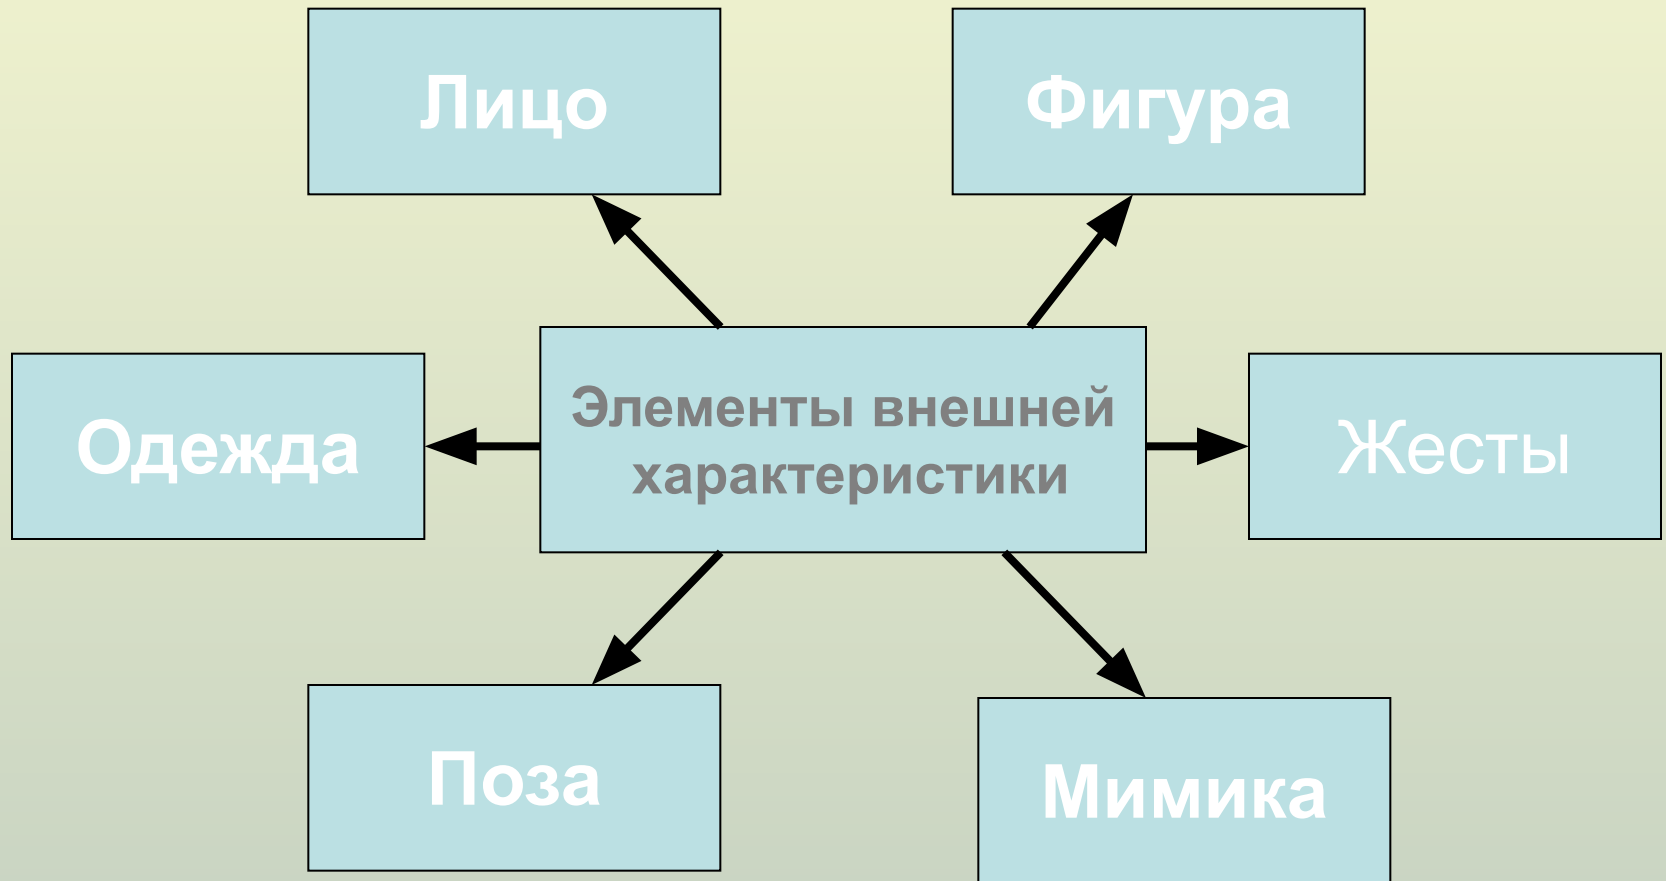 Лицо
Фигура
Одежда
Элементы внешней
характеристики
Жесты
Поза
Мимика